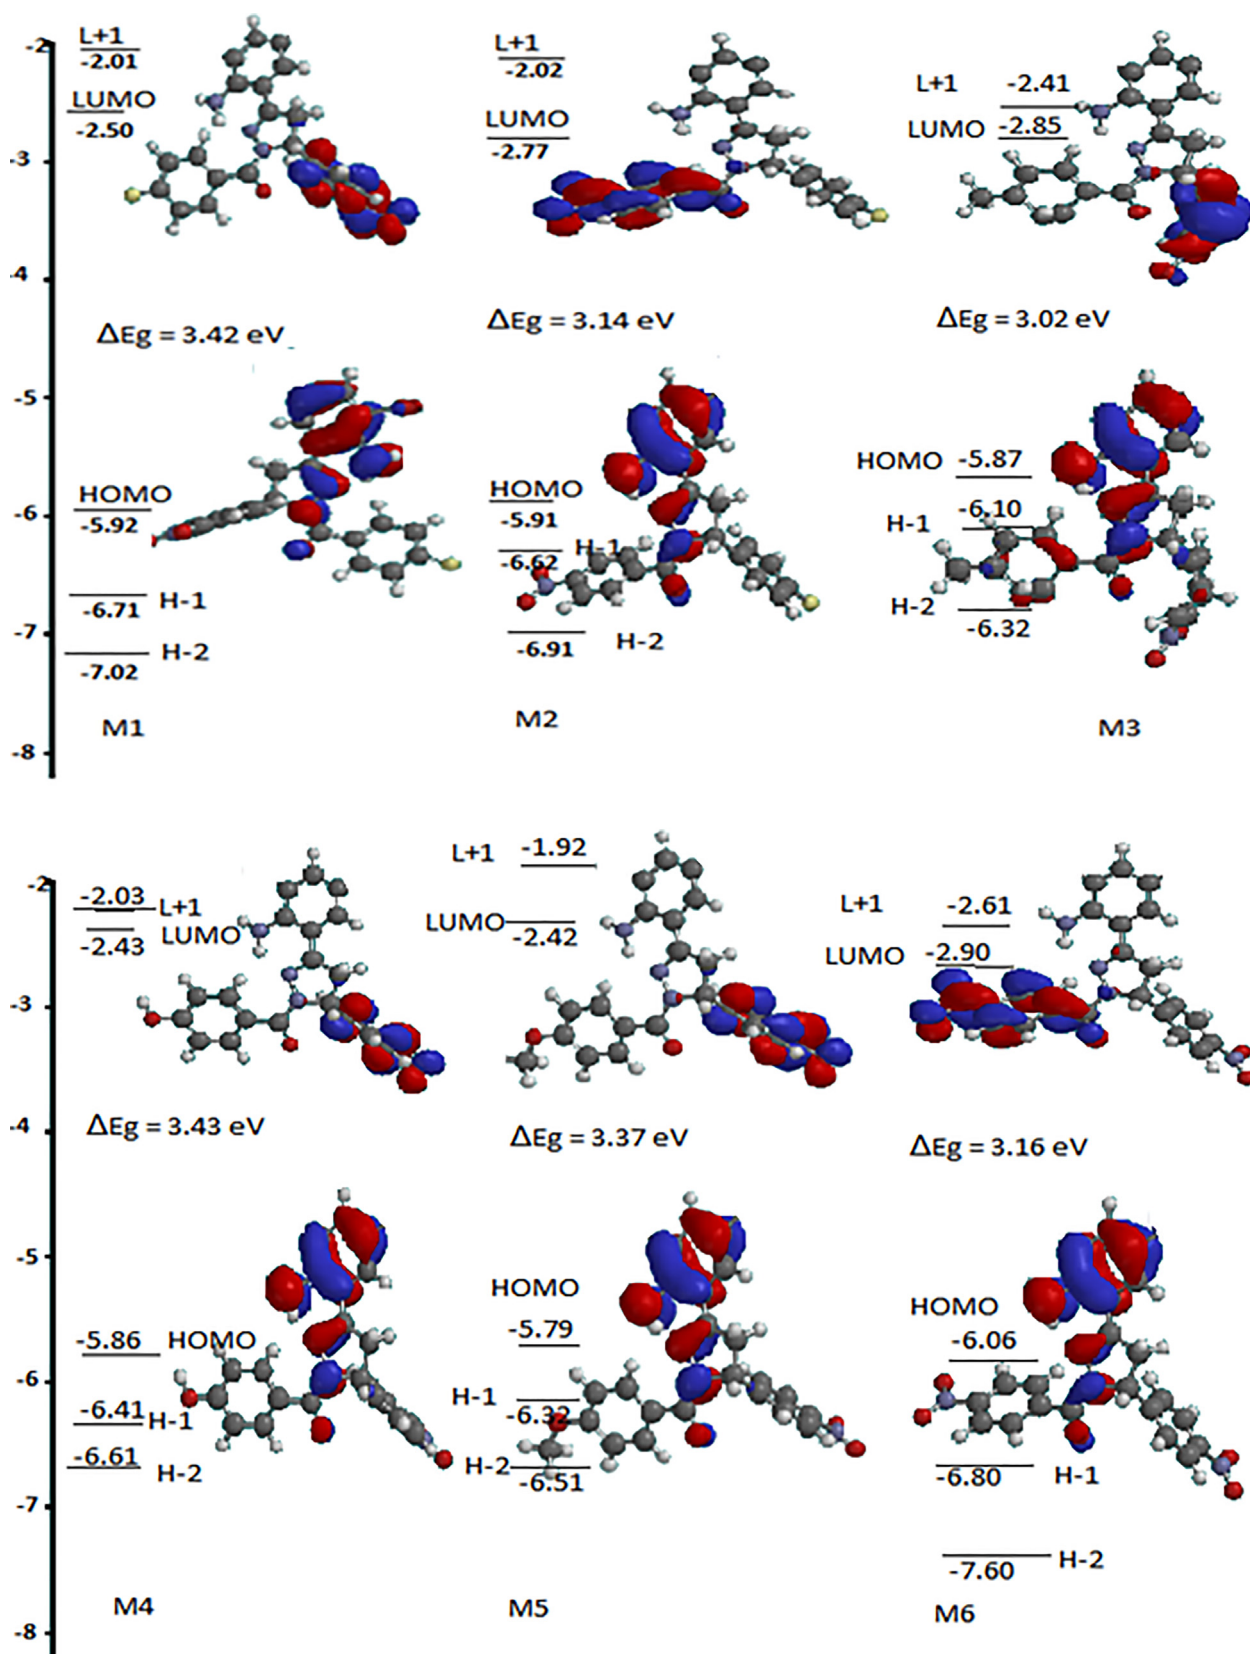 -2
-3
-4
-5
-6
-7
-8
L+1
-2.01
LUMO
-2.50
ΔEg = 3.42 eV
HOMO
-5.92
-6.71 H-1
-7.02 H-2
M1
L+1
-2.02
LUMO
-2.77
ΔEg = 3.14 eV
HOMO
-5.91
H-1
-6.62
-6.91 H-2
M2
L+1 -2.41
LUMO -2.85
ΔEg = 3.02 eV
HOMO -5.87
-6.10
H-1
H-2
-6.32
M3
-2
-3
-4
-5
-6
-7
-8
-2.03
L+1
LUMO
-2.43
ΔEg = 3.43 eV
-5.86 HOMO
-6.41 H-1
-6.61
H-2
M4
L+1 -1.92
LUMO
-2.42
ΔEg = 3.37 eV
HOMO
-5.79
H-1
-6.32
H-2
-6.51
M5
L+1 -2.61
LUMO -2.90
ΔEg = 3.16 eV
HOMO
-6.06
-6.80 H-1
H-2
-7.60
M6